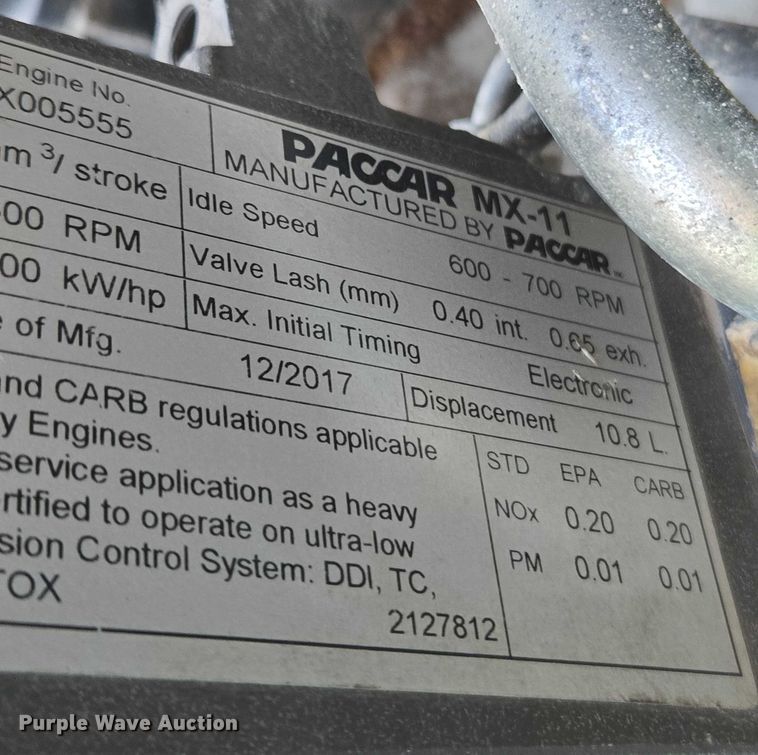 Engine No.
X005555
PACCAR MX-11
MANUFACTURED BY PACCAR
m³/ stroke
Idle Speed 600 - 700 RPM
00 RPM
Valve Lash (mm) 0.40 int. 0.65 exh.
00 kW/hp
Max. Initial Timing Electronic
of Mfg. 12/2017
Displacement 10.8 L.
and CARB regulations applicable
y Engines.
service application as a heavy
rtified to operate on ultra-low
sion Control System: DDI, TC,
OX
2127812
STD EPA CARB
NOx 0.20 0.20
PM 0.01 0.01
Purple Wave Auction